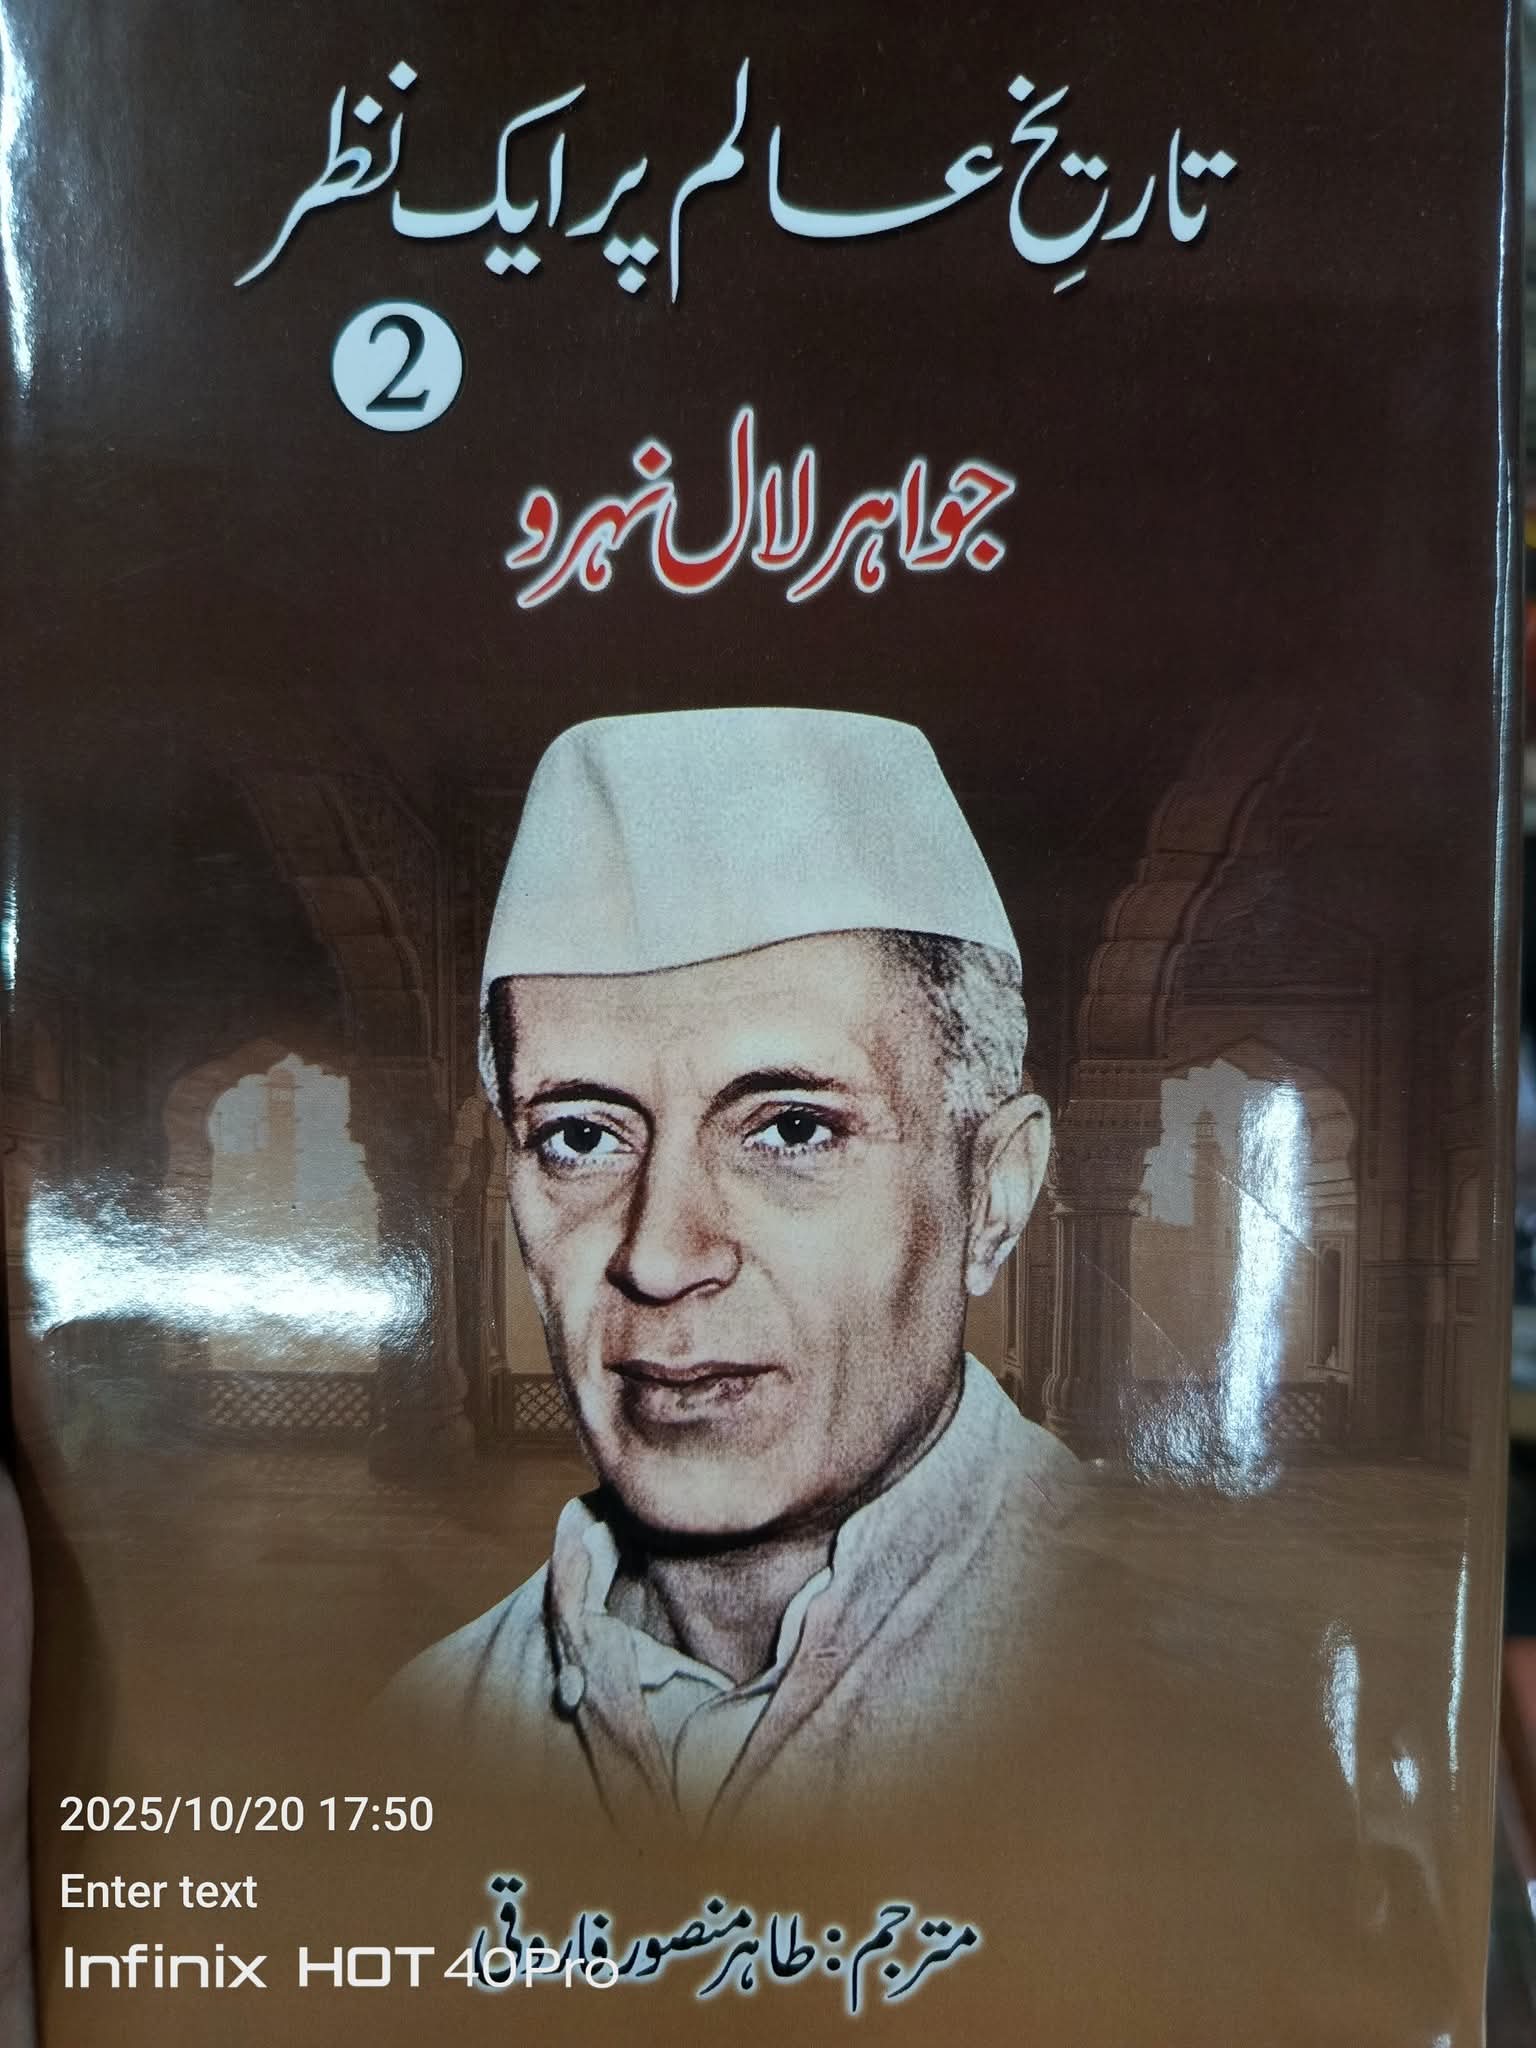 تاریخِ عالم پر ایک نظر
2
جواہر لال نہرو
2025/10/20 17:50
Enter text
مترجم: طاہر منصور فاروقی
Infinix HOT 40Pro